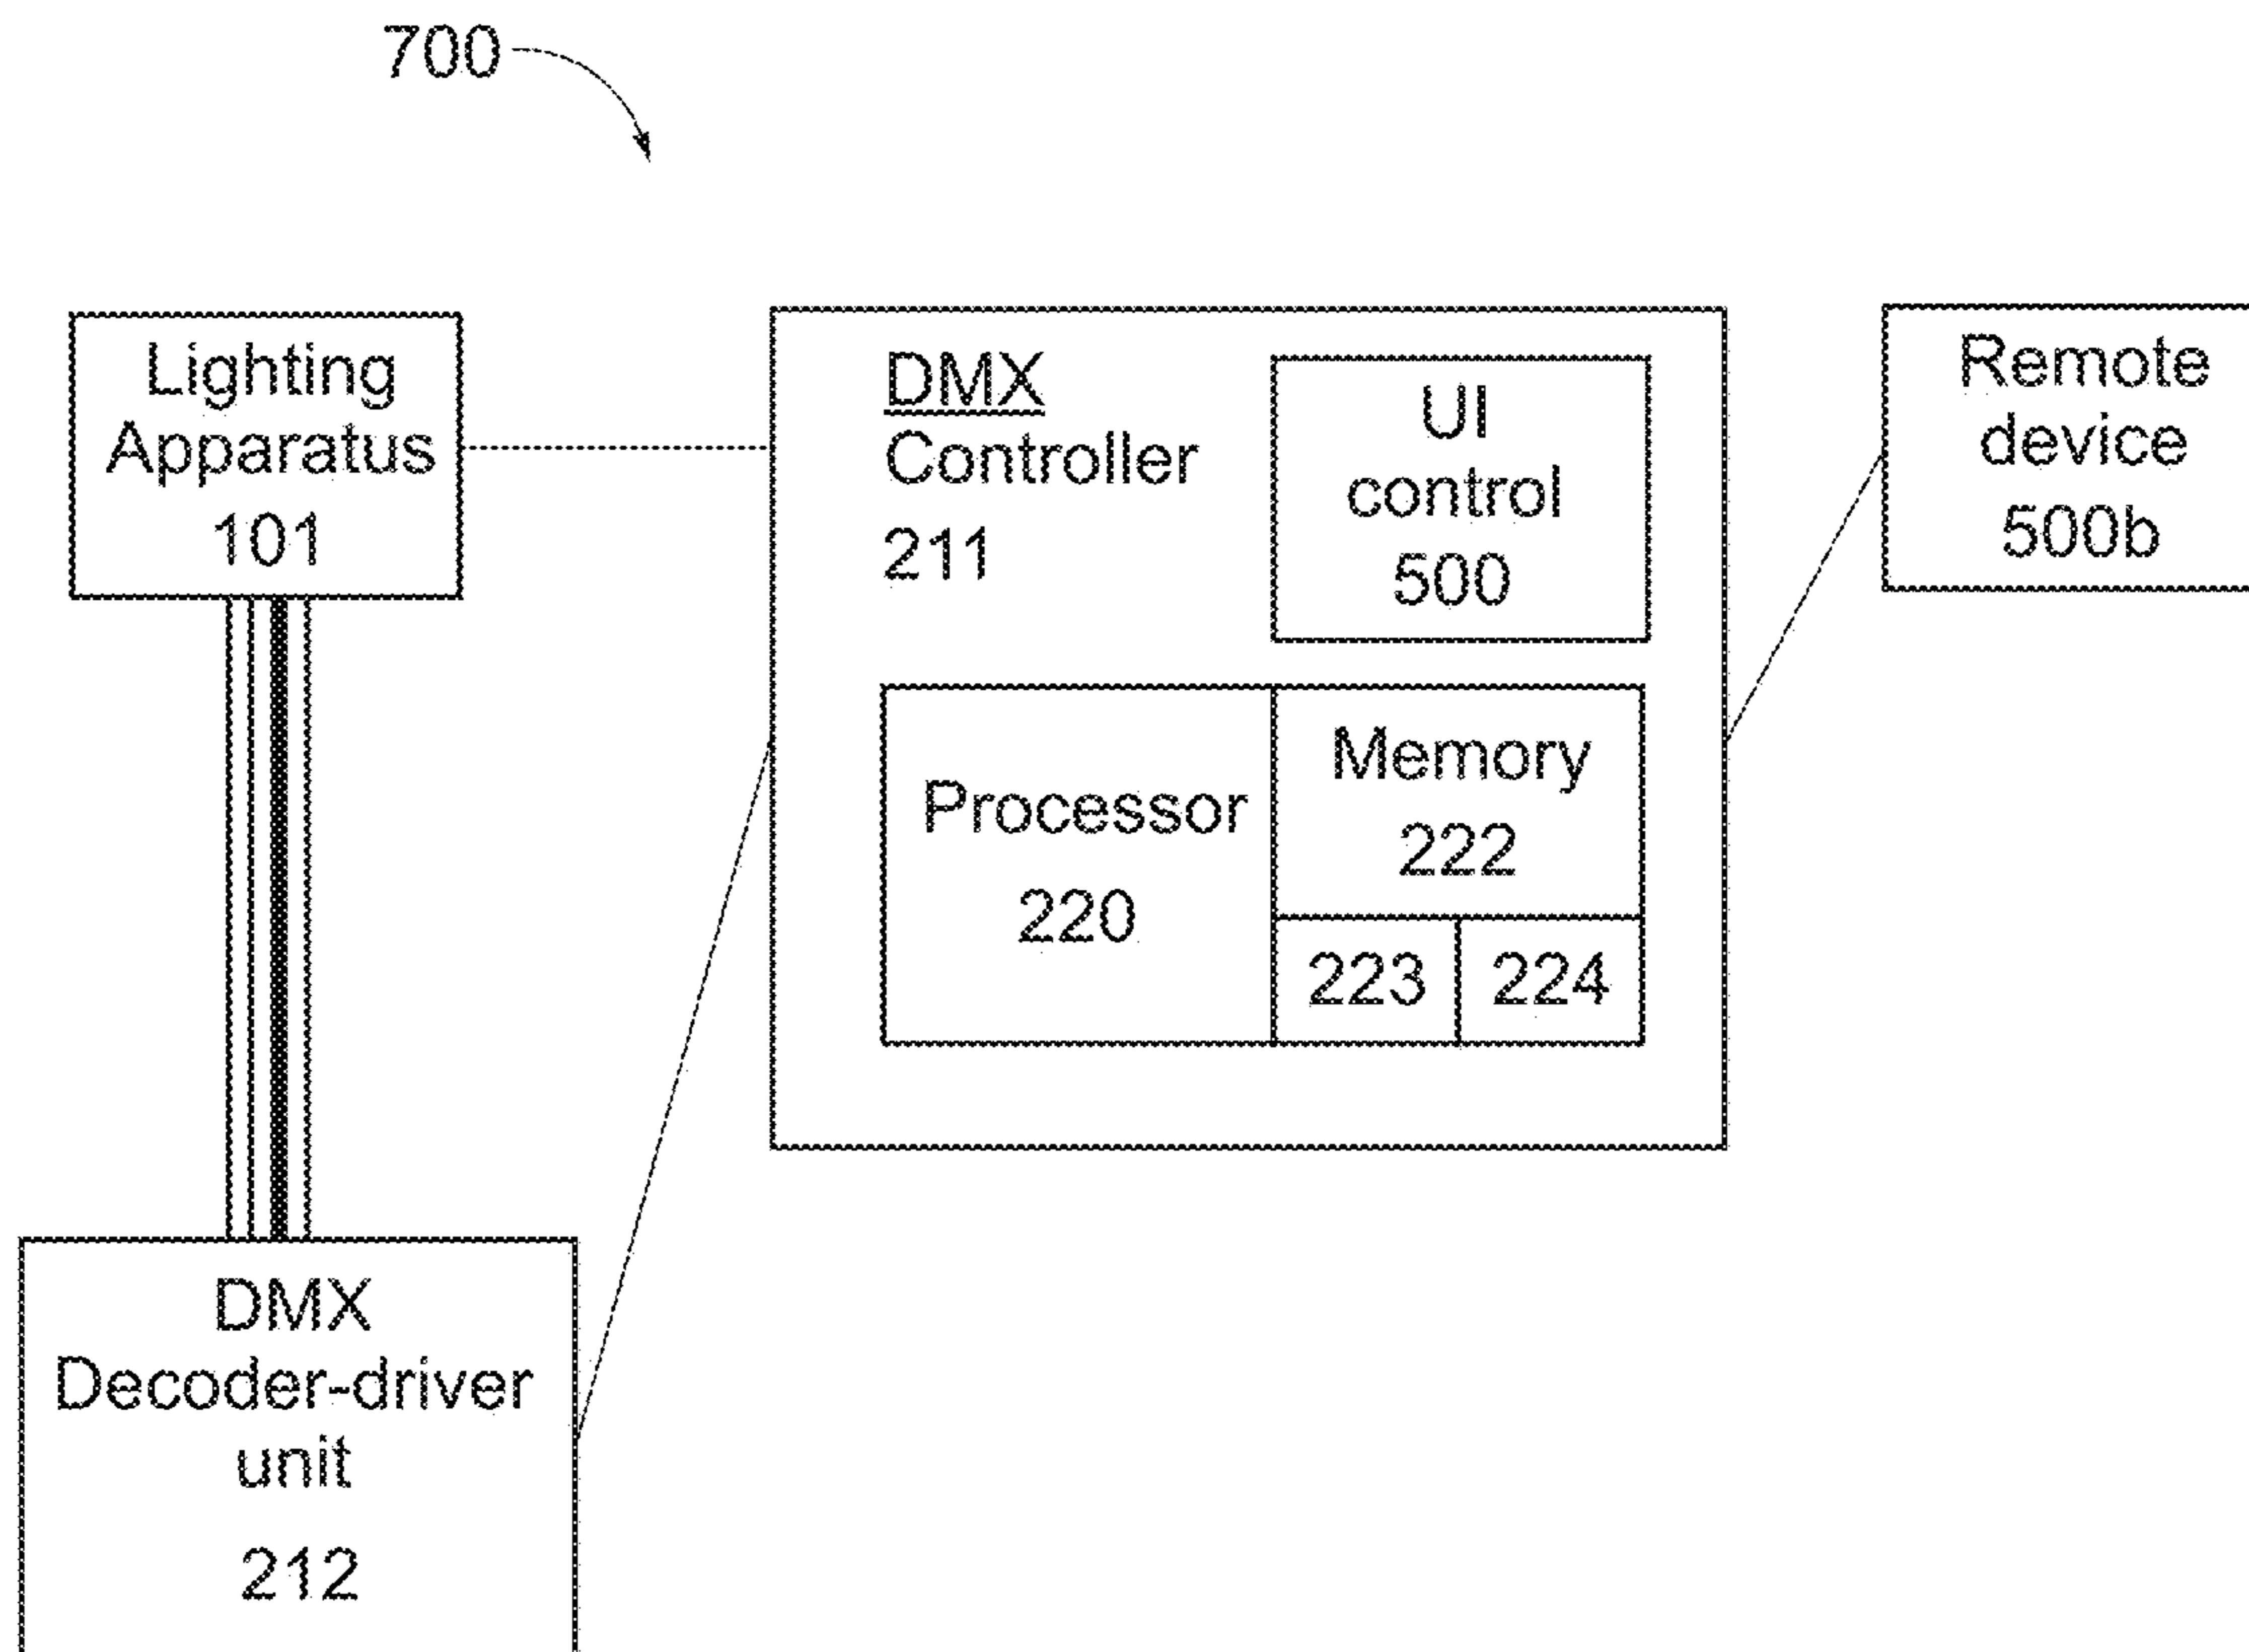 700
Lighting
Apparatus
101
DMX
Controller
211
UI
control
500
Remote
device
500b
Processor
220
Memory
222
223
224
DMX
Decoder-driver
unit
212